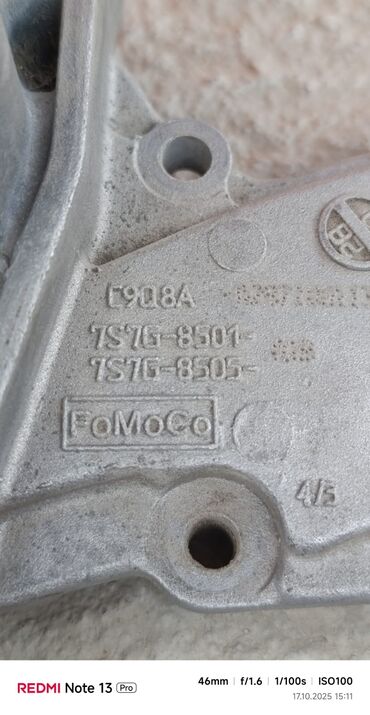 C9Q8A
7S7G-8501-
7S7G-8505-
FoMoCo
4/5
REDMI Note 13 Pro
46mm | f/1.6 | 1/100s | ISO100
17.10.2025 15:11